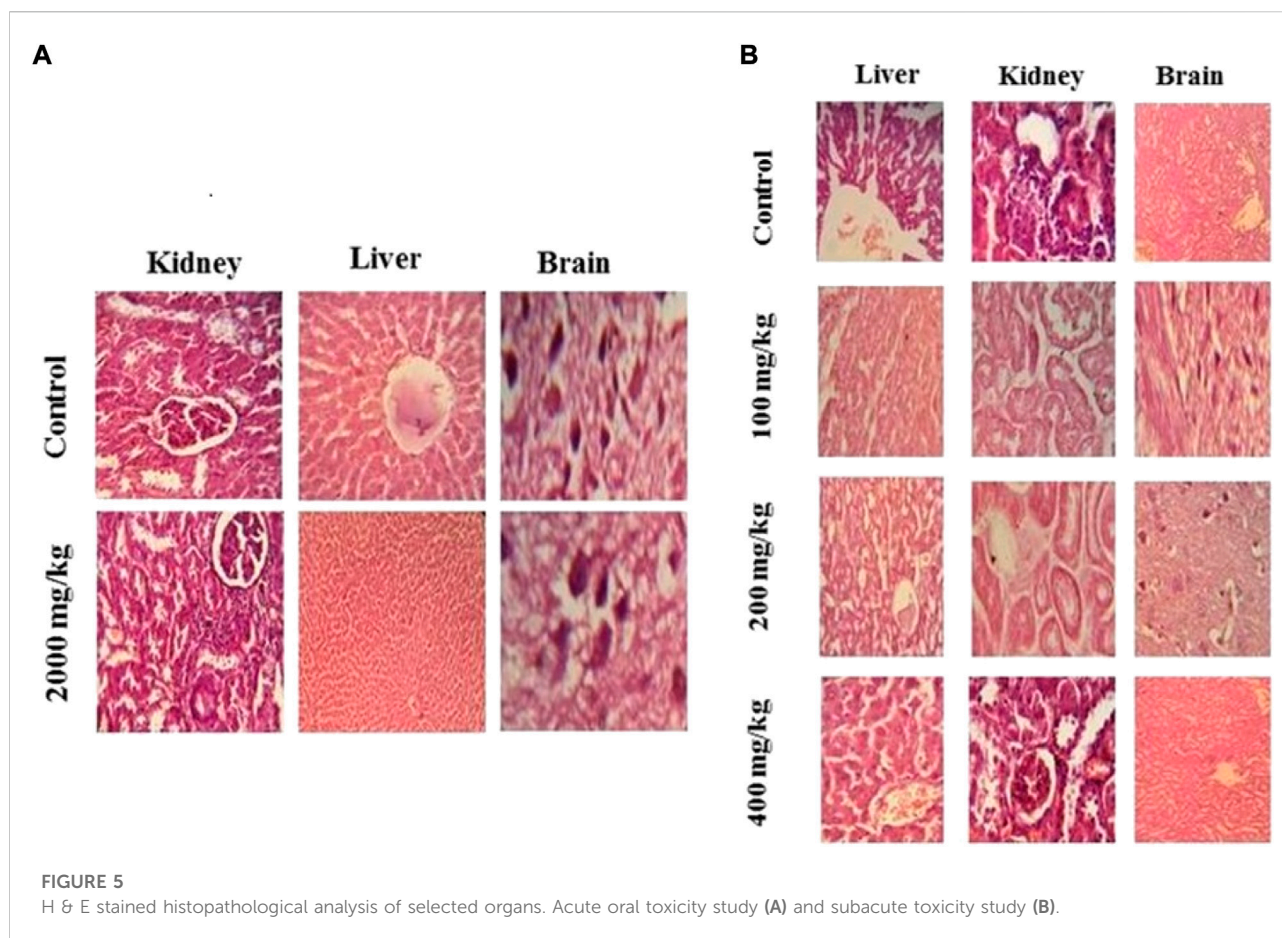 A
Kidney Liver Brain
Control
2000 mg/kg
B
Liver Kidney Brain
Control
100 mg/kg
200 mg/kg
400 mg/kg
FIGURE 5
H & E stained histopathological analysis of selected organs. Acute oral toxicity study (A) and subacute toxicity study (B).